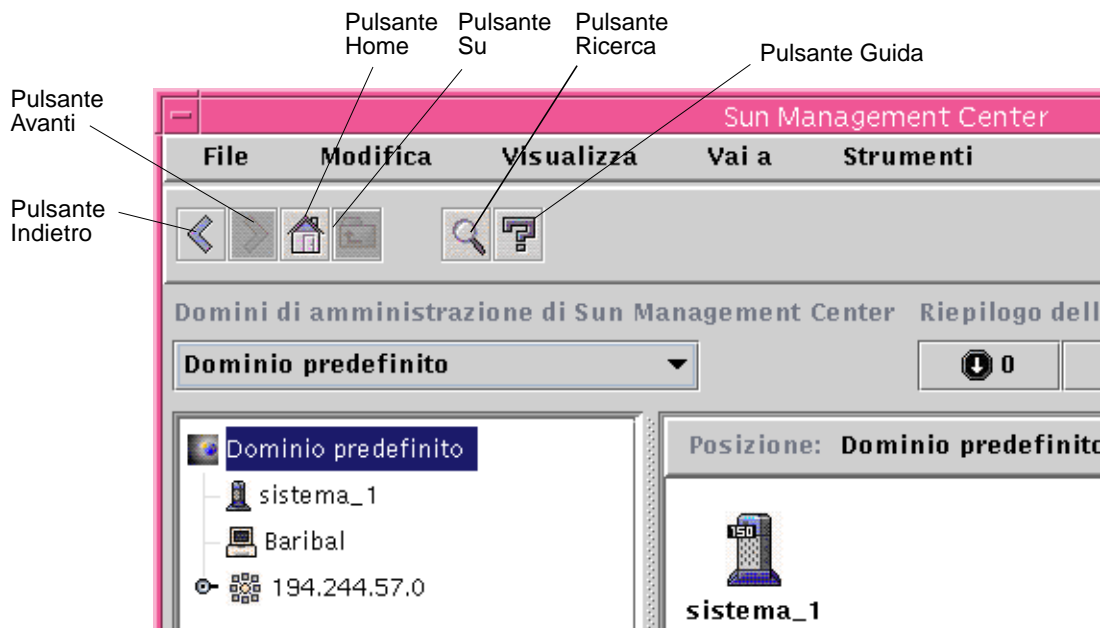 Pulsante
Home
Pulsante
Su
Pulsante
Ricerca
Pulsante Guida
Pulsante
Avanti
Pulsante
Indietro
Sun Management Center
File Modifica Visualizza Vai a Strumenti
Domini di amministrazione di Sun Management Center Riepilogo dell
Dominio predefinito 0
Dominio predefinito
Posizione: Dominio predefinito
sistema_1
Baribal
194.244.57.0
150
sistema_1